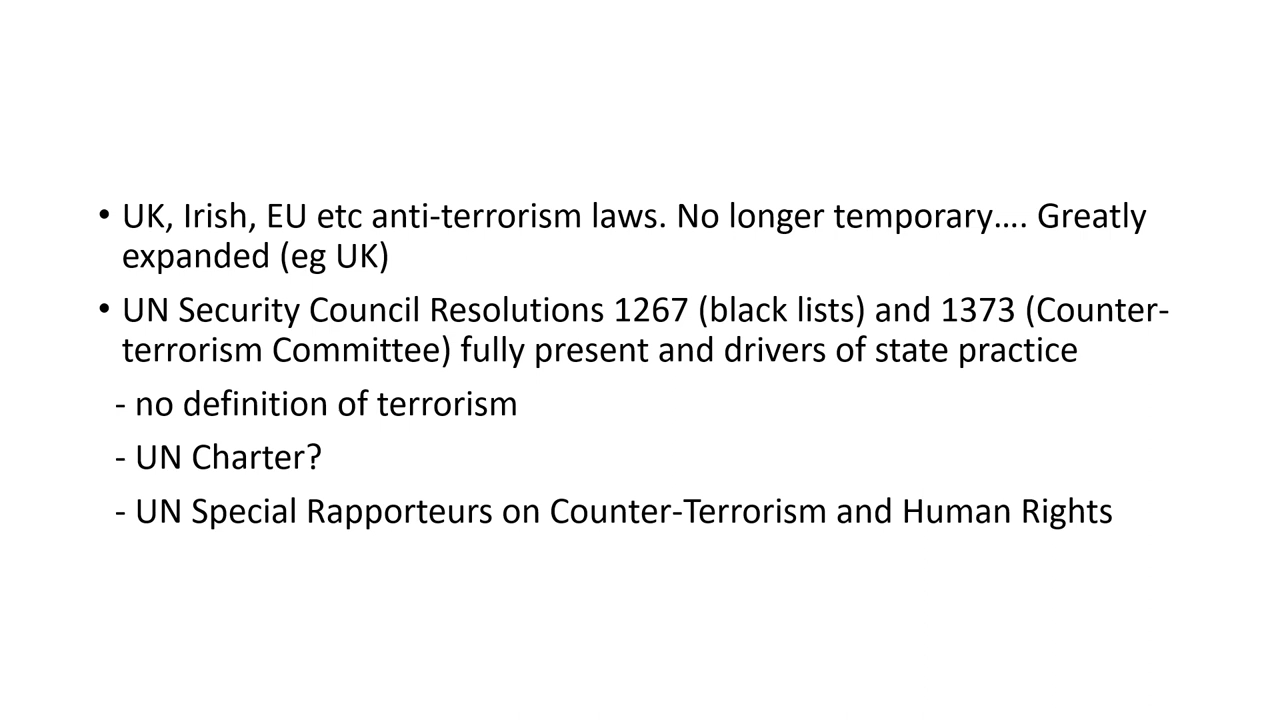 • UK, Irish, EU etc anti-terrorism laws. No longer temporary…. Greatly
expanded (eg UK)
• UN Security Council Resolutions 1267 (black lists) and 1373 (Counter-
terrorism Committee) fully present and drivers of state practice
- no definition of terrorism
- UN Charter?
- UN Special Rapporteurs on Counter-Terrorism and Human Rights